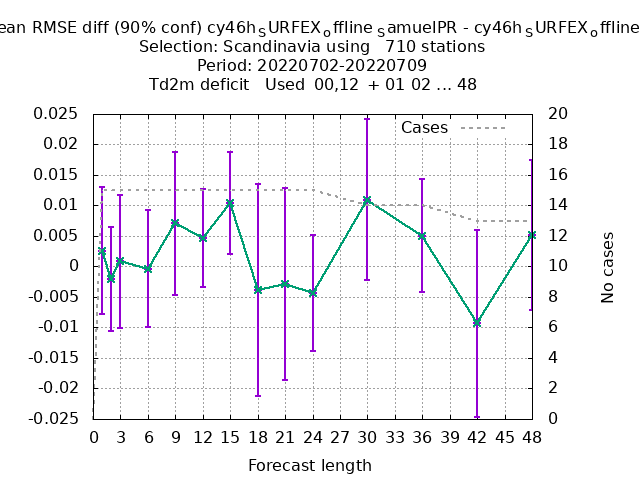 ean RMSE diff (90% conf) cy46h_SURFEX_offline_SamuelPR - cy46h_SURFEX_offline
Selection: Scandinavia using   710 stations
Period: 20220702-20220709
Td2m deficit   Used  00,12  + 01 02 ... 48
Cases
0.025
0.02
0.015
0.01
0.005
0
-0.005
-0.01
-0.015
-0.02
-0.025
20
18
16
14
12
10
8
6
4
2
0
No cases
0 3 6 9 12 15 18 21 24 27 30 33 36 39 42 45 48
Forecast length